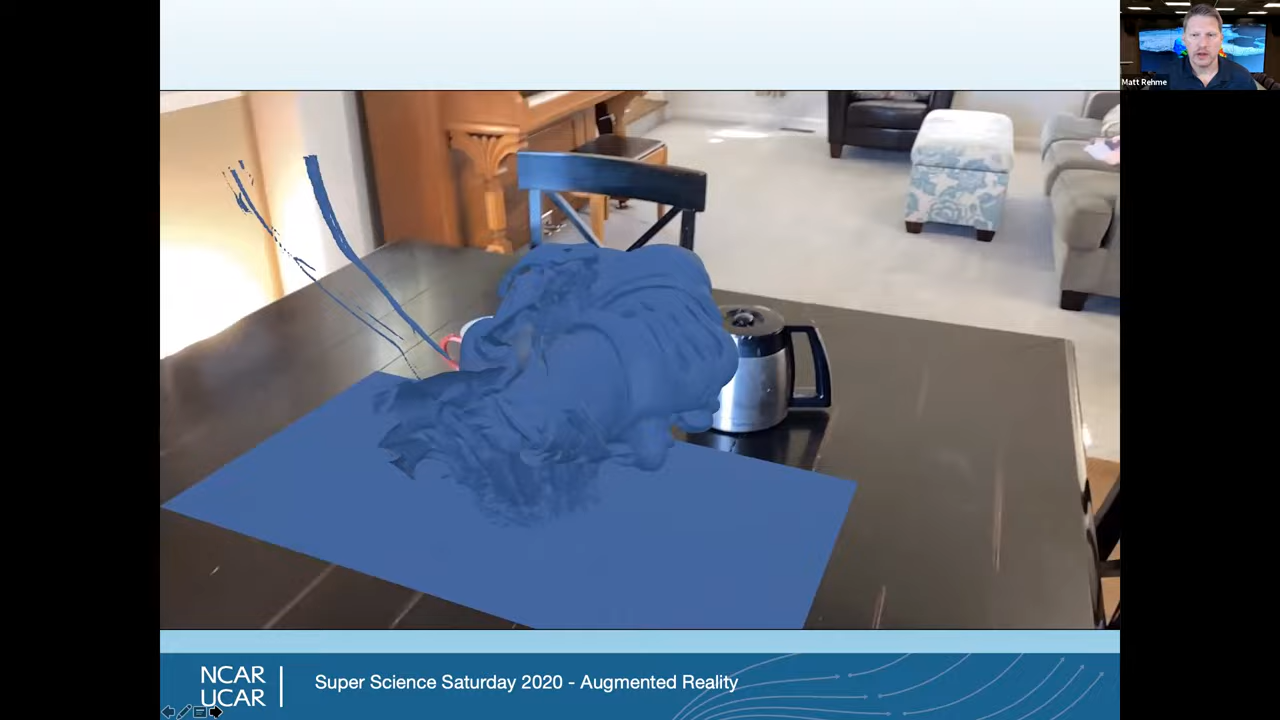 Matt Rehme
NCAR
UCAR
Super Science Saturday 2020 - Augmented Reality